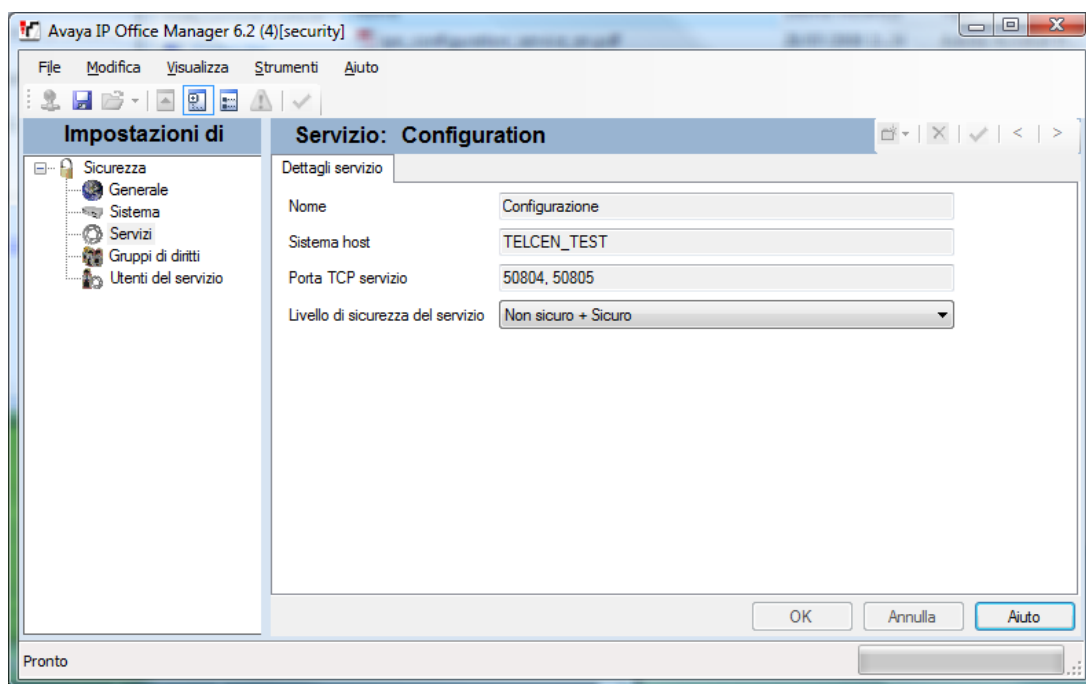 Avaya IP Office Manager 6.2 (4)[security]
File Modifica Visualizza Strumenti Aiuto
Impostazioni di
Servizio: Configuration
Sicurezza
Generale
Sistema
Servizi
Gruppi di diritti
Utenti del servizio
Dettagli servizio
Nome Configurazione
Sistema host TELCEN_TEST
Porta TCP servizio 50804, 50805
Livello di sicurezza del servizio Non sicuro + Sicuro
OK Annulla Aiuto
Pronto